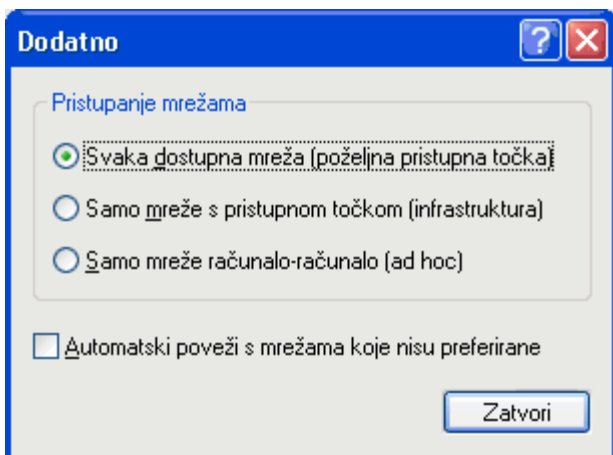 Dodatno
Pristupanje mrežama
Svaka dostupna mreža (poželjna pristupna točka)
Samo mreže s pristupnom točkom (infrastruktura)
Samo mreže računalo-računalo (ad hoc)
Automatski poveži s mrežama koje nisu preferirane
Zatvori